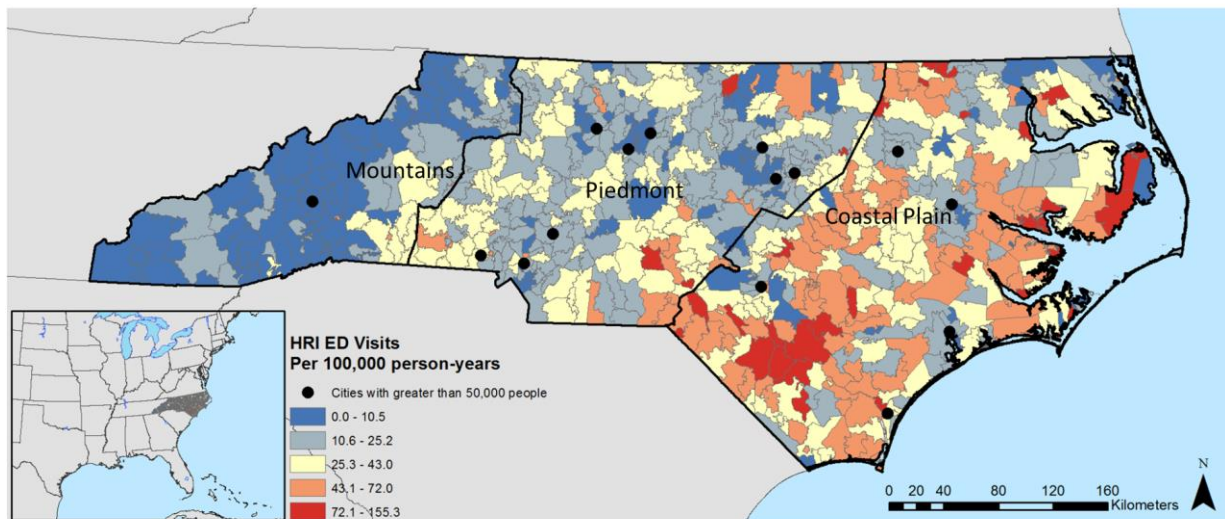 Mountains
Piedmont
Coastal Plain
HRI ED Visits
Per 100,000 person-years
Cities with greater than 50,000 people
0.0 - 10.5
10.6 - 25.2
25.3 - 43.0
43.1 - 72.0
72.1 - 155.3
N
0 20 40 80 120 160
Kilometers